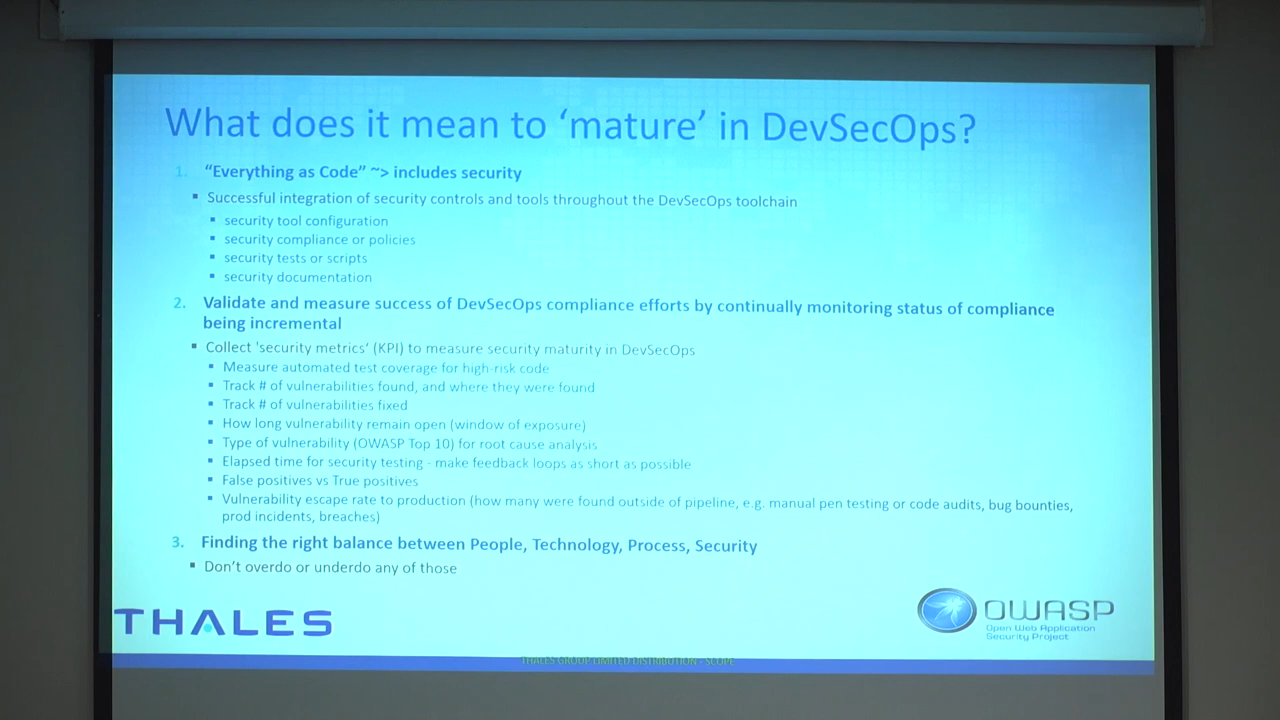 What does it mean to ‘mature’ in DevSecOps?
1. “Everything as Code” ~> includes security
▪ Successful integration of security controls and tools throughout the DevSecOps toolchain
▪ security tool configuration
▪ security compliance or policies
▪ security tests or scripts
▪ security documentation
2. Validate and measure success of DevSecOps compliance efforts by continually monitoring status of compliance
being incremental
▪ Collect 'security metrics' (KPI) to measure security maturity in DevSecOps
▪ Measure automated test coverage for high-risk code
▪ Track # of vulnerabilities found, and where they were found
▪ Track # of vulnerabilities fixed
▪ How long vulnerability remain open (window of exposure)
▪ Type of vulnerability (OWASP Top 10) for root cause analysis
▪ Elapsed time for security testing - make feedback loops as short as possible
▪ False positives vs True positives
▪ Vulnerability escape rate to production (how many were found outside of pipeline, e.g. manual pen testing or code audits, bug bounties,
prod incidents, breaches)
3. Finding the right balance between People, Technology, Process, Security
▪ Don’t overdo or underdo any of those
THALES
OWASP
Open Web Application
Security Project
THALES GROUP LIMITED DISTRIBUTION - SCOPE